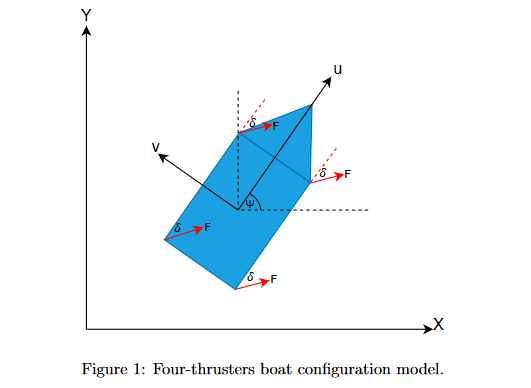 Y
u
δ
F
v
δ
F
ψ
δ
F
δ
F
X
Figure 1: Four-thrusters boat configuration model.